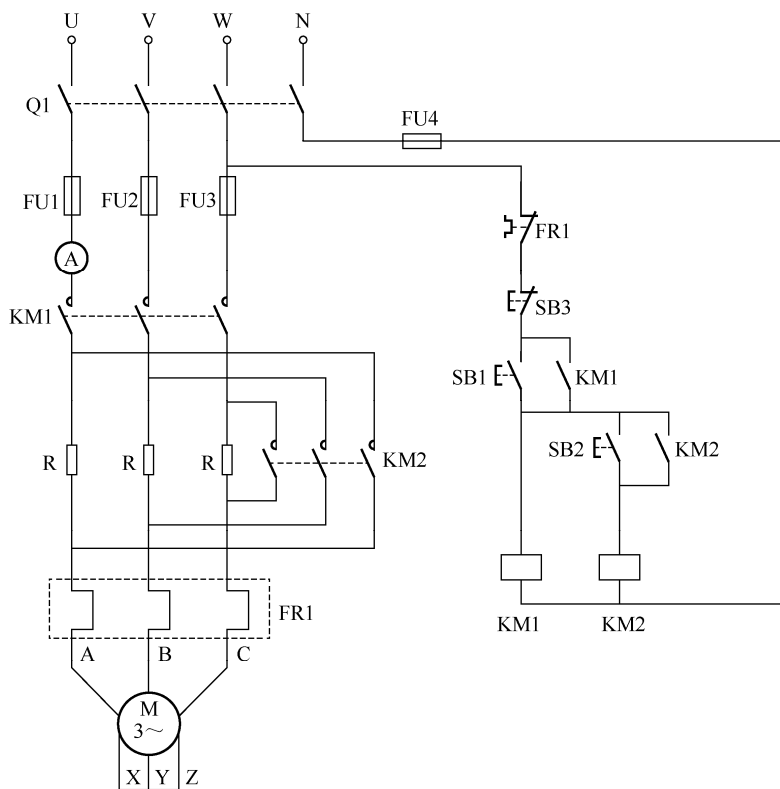 U V W N
Q1
FU4
FU1 FU2 FU3
FR1
A
SB3
KM1
SB1 KM1
R R R KM2
SB2 KM2
FR1
KM1 KM2
A B C
M
3～
X Y Z